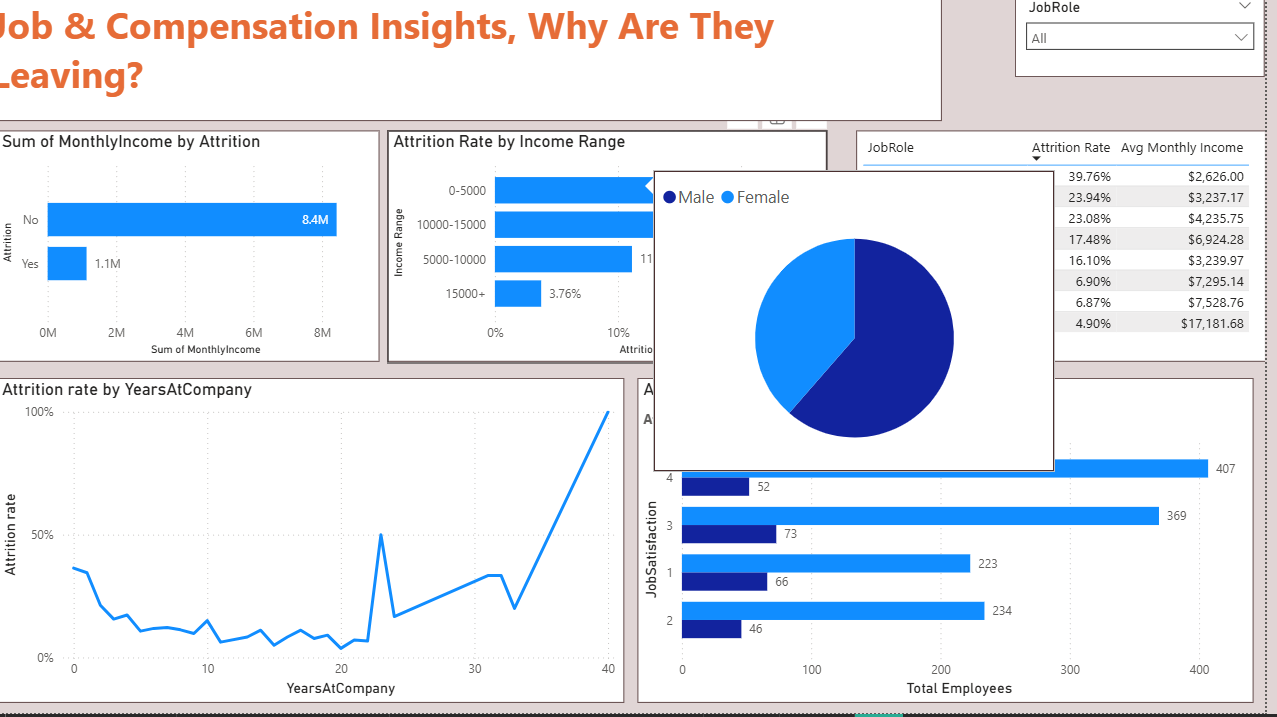 Job & Compensation Insights, Why Are They
Leaving?
JobRole
All
Sum of MonthlyIncome by Attrition
Attrition
No
8.4M
Yes
1.1M
0M 2M 4M 6M 8M
Sum of MonthlyIncome
Attrition Rate by Income Range
Income Range
0-5000
10000-15000
5000-10000
11
15000+
3.76%
0% 10%
Attritio
Male Female
JobRole Attrition Rate Avg Monthly Income
39.76% $2,626.00
23.94% $3,237.17
23.08% $4,235.75
17.48% $6,924.28
16.10% $3,239.97
6.90% $7,295.14
6.87% $7,528.76
4.90% $17,181.68
Attrition rate by YearsAtCompany
Attrition rate
100%
50%
0%
0 10 20 30 40
YearsAtCompany
A
A
JobSatisfaction
4
407
52
3
369
73
1
223
66
2
234
46
0 100 200 300 400
Total Employees